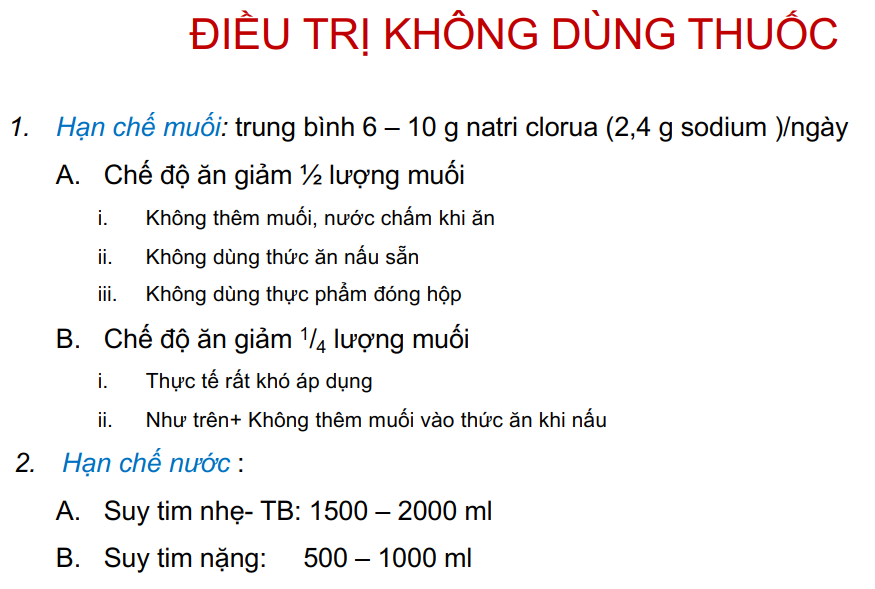 ĐIỀU TRỊ KHÔNG DÙNG THUỐC
1. Hạn chế muối: trung bình 6 – 10 g natri clorua (2,4 g sodium )/ngày
A. Chế độ ăn giảm ½ lượng muối
i. Không thêm muối, nước chấm khi ăn
ii. Không dùng thức ăn nấu sẵn
iii. Không dùng thực phẩm đóng hộp
B. Chế độ ăn giảm 1/4 lượng muối
i. Thực tế rất khó áp dụng
ii. Như trên+ Không thêm muối vào thức ăn khi nấu
2. Hạn chế nước :
A. Suy tim nhẹ- TB: 1500 – 2000 ml
B. Suy tim nặng: 500 – 1000 ml